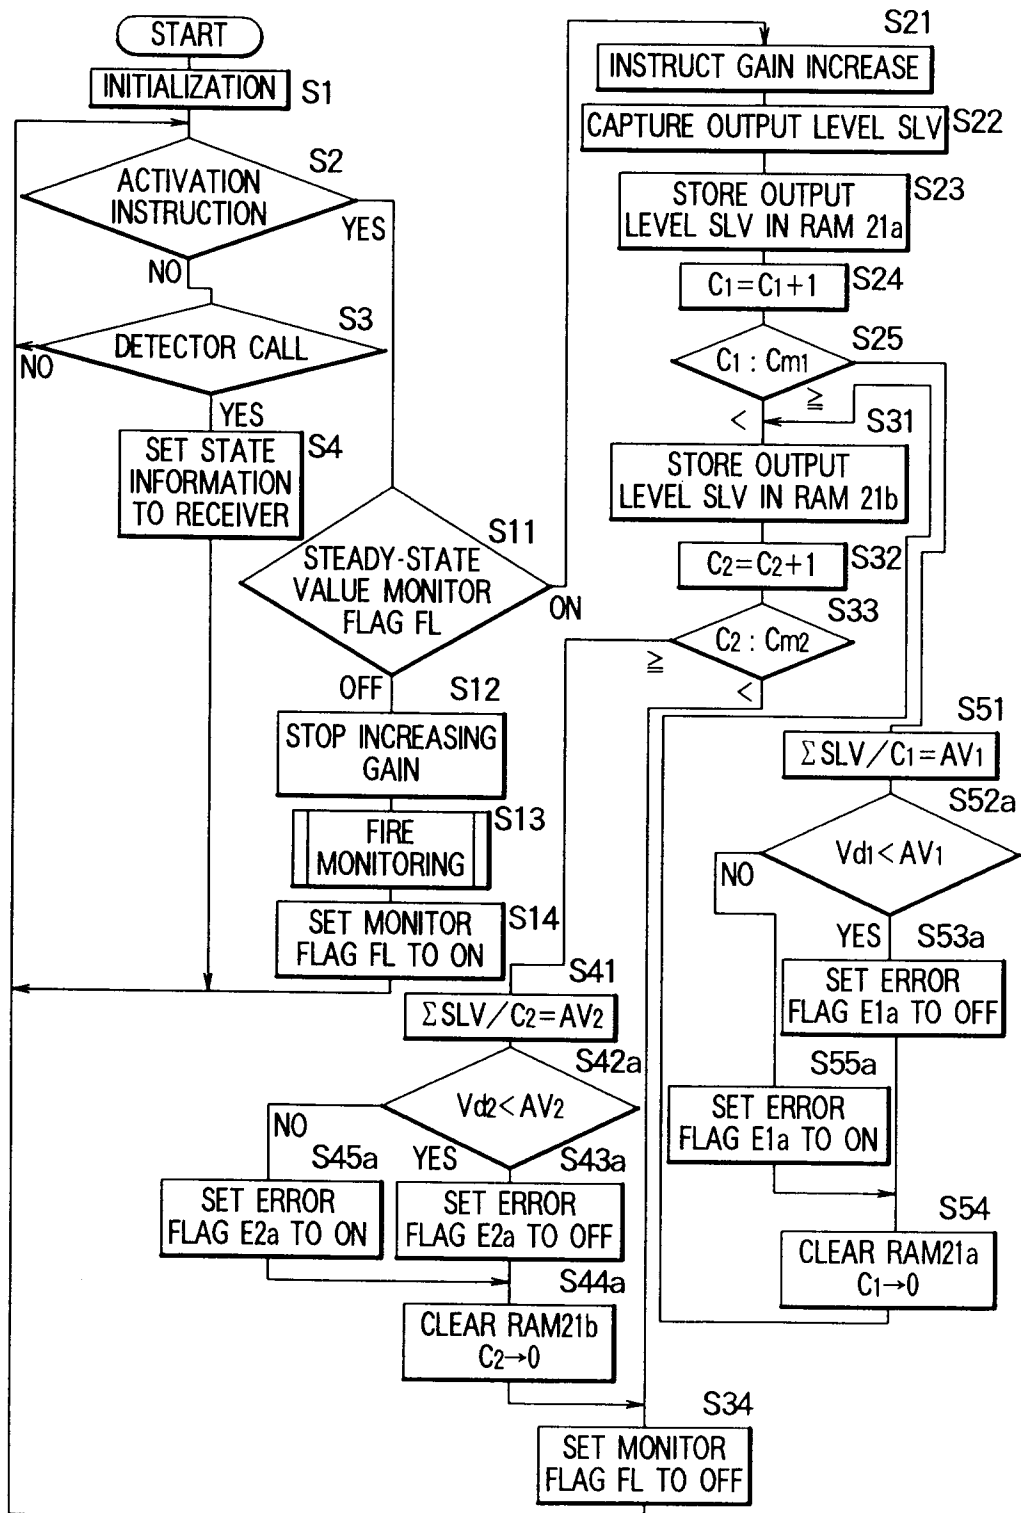 START
INITIALIZATION
S1
S2
ACTIVATION
INSTRUCTION
YES
NO
S3
DETECTOR CALL
NO
YES
S4
SET STATE
INFORMATION
TO RECEIVER
S11
STEADY-STATE
VALUE MONITOR
FLAG FL
ON
OFF
S12
STOP INCREASING
GAIN
S13
FIRE
MONITORING
S14
SET MONITOR
FLAG FL TO ON
S21
INSTRUCT GAIN INCREASE
CAPTURE OUTPUT LEVEL SLV
S22
STORE OUTPUT
LEVEL SLV IN RAM 21a
S23
C1=C1+1
S24
S25
C1 : Cm1
≧
<
S31
STORE OUTPUT
LEVEL SLV IN RAM 21b
C2=C2+1
S32
S33
C2 : Cm2
≧
<
S41
ΣSLV/C2=AV2
S42a
Vd2<AV2
NO
YES
S45a
SET ERROR
FLAG E2a TO ON
S43a
SET ERROR
FLAG E2a TO OFF
S44a
CLEAR RAM21b
C2→0
S51
ΣSLV/C1=AV1
S52a
Vd1<AV1
NO
YES
S53a
SET ERROR
FLAG E1a TO OFF
S55a
SET ERROR
FLAG E1a TO ON
S54
CLEAR RAM21a
C1→0
S34
SET MONITOR
FLAG FL TO OFF